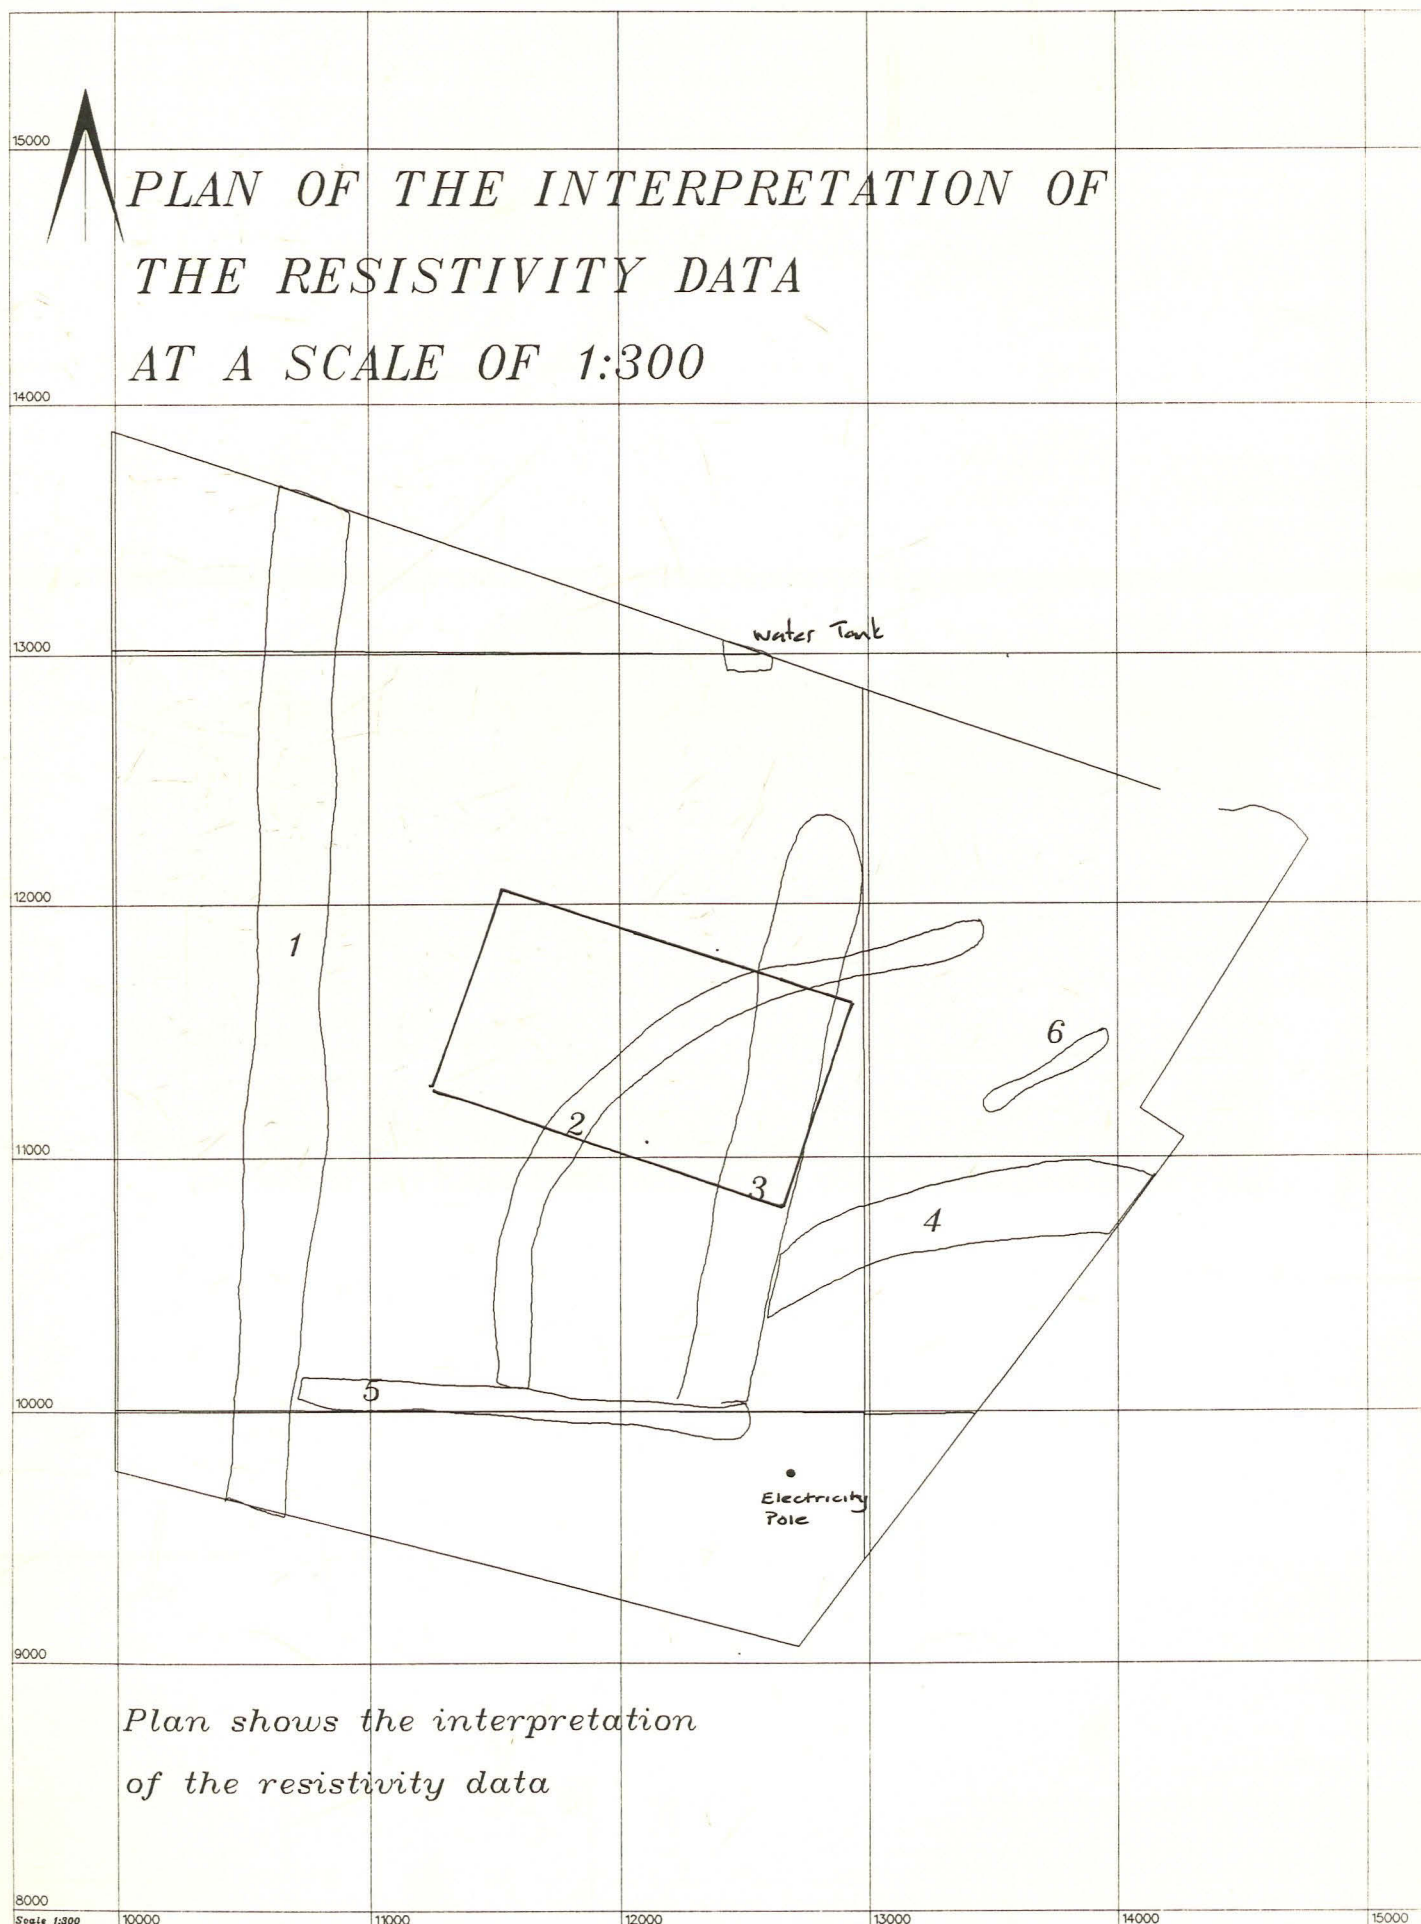 15000
PLAN OF THE INTERPRETATION OF
THE RESISTIVITY DATA
AT A SCALE OF 1:300
14000
Water Tank
13000
12000
1
6
2
11000
3
4
5
10000
Electricity
Pole
9000
Plan shows the interpretation
of the resistivity data
8000
Scale 1:300 10000 11000 12000 13000 14000 15000